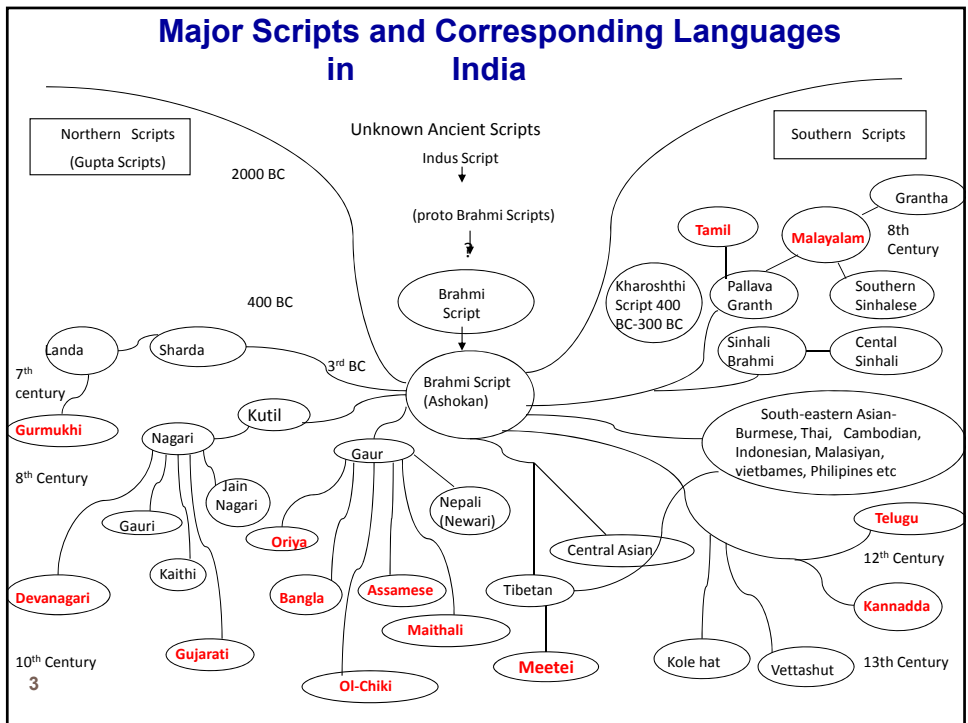 Major Scripts and Corresponding Languages
in India
Northern Scripts
(Gupta Scripts)
Unknown Ancient Scripts
Indus Script
Southern Scripts
2000 BC
(proto Brahmi Scripts)
?
Grantha
Tamil
Malayalam
8th
Century
400 BC
Brahmi
Script
Kharoshthi
Script 400
BC-300 BC
Pallava
Granth
Southern
Sinhalese
Landa
Sharda
3rd BC
Sinhali
Brahmi
Cental
Sinhali
7th
century
Brahmi Script
(Ashokan)
Gurmukhi
Kutil
South-eastern Asian-
Burmese, Thai, Cambodian,
Indonesian, Malasiyan,
vietbames, Philipines etc
Nagari
Gaur
8th Century
Jain
Nagari
Nepali
(Newari)
Gauri
Oriya
Central Asian
Telugu
12th Century
Kaithi
Devanagari
Bangla
Assamese
Tibetan
Kannadda
Maithali
10th Century
Gujarati
Meetei
Kole hat
Vettashut
13th Century
Ol-Chiki
3